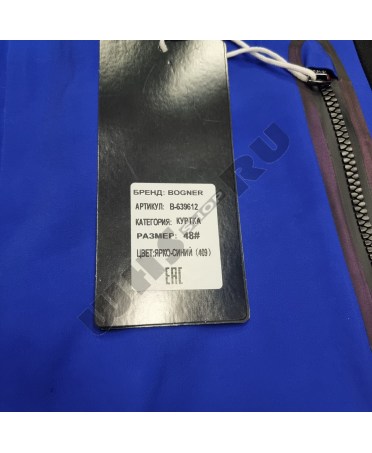 БРЕНД: BOGNER
АРТИКУЛ: B-639612
КАТЕГОРИЯ: КУРТКА
РАЗМЕР: 48#
ЦВЕТ:ЯРКО-СИНИЙ (409)
EAC